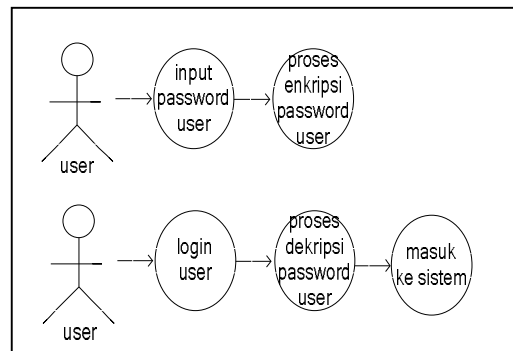 input
password
user
proses
enkripsi
password
user
user
login
user
proses
dekripsi
password
user
masuk
ke sistem
user